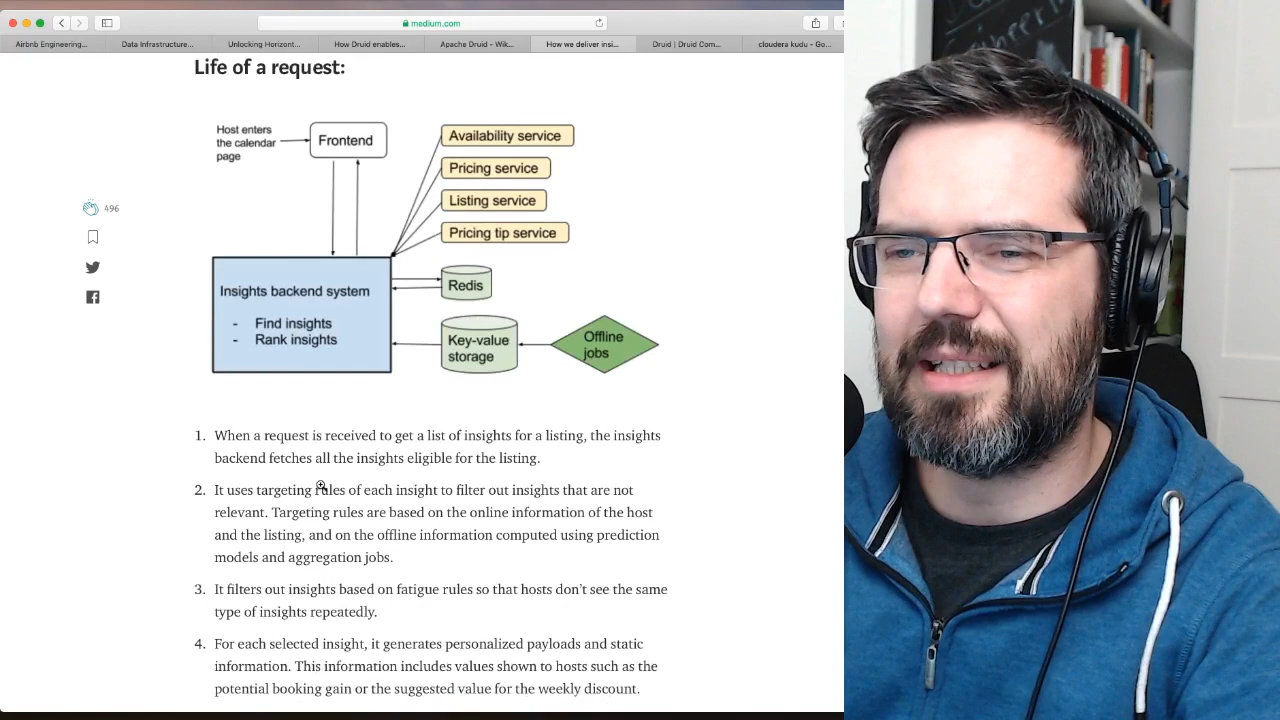 medium.com
Airbnb Engineering...
Data Infrastructure...
Unlocking Horizont...
How Druid enables...
Apache Druid - Wik...
How we deliver insi...
Druid | Druid Com...
cloudera kudu - Go...
Life of a request:
Host enters
the calendar
page
Frontend
Availability service
Pricing service
Listing service
Pricing tip service
Insights backend system
- Find insights
- Rank insights
Redis
Key-value
storage
Offline
jobs
496
1. When a request is received to get a list of insights for a listing, the insights
backend fetches all the insights eligible for the listing.
2. It uses targeting rules of each insight to filter out insights that are not
relevant. Targeting rules are based on the online information of the host
and the listing, and on the offline information computed using prediction
models and aggregation jobs.
3. It filters out insights based on fatigue rules so that hosts don’t see the same
type of insights repeatedly.
4. For each selected insight, it generates personalized payloads and static
information. This information includes values shown to hosts such as the
potential booking gain or the suggested value for the weekly discount.